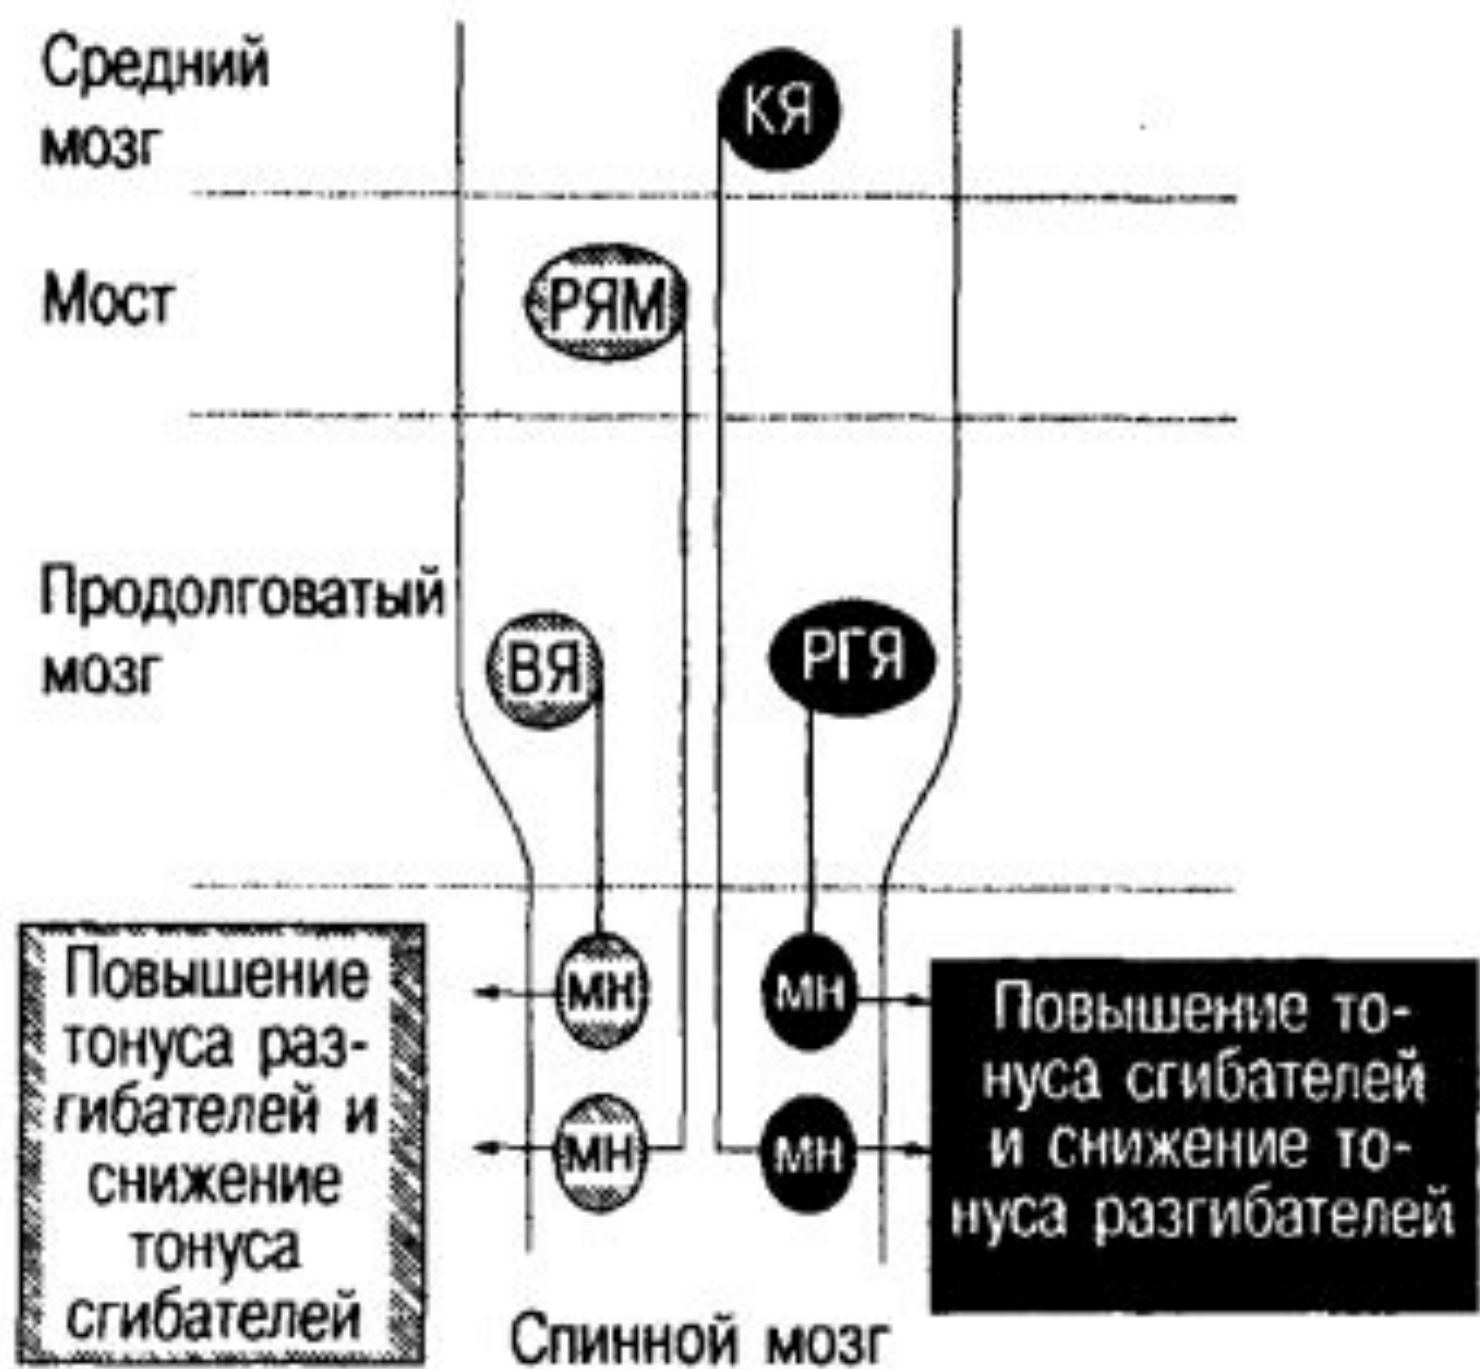 Средний
мозг
КЯ
Мост
РЯМ
Продолговатый
мозг
ВЯ
РГЯ
МН
МН
МН
МН
Повышение
тонуса раз-
гибателей и
снижение
тонуса
сгибателей
Повышение то-
нуса сгибателей
и снижение то-
нуса разгибателей
Спинной мозг